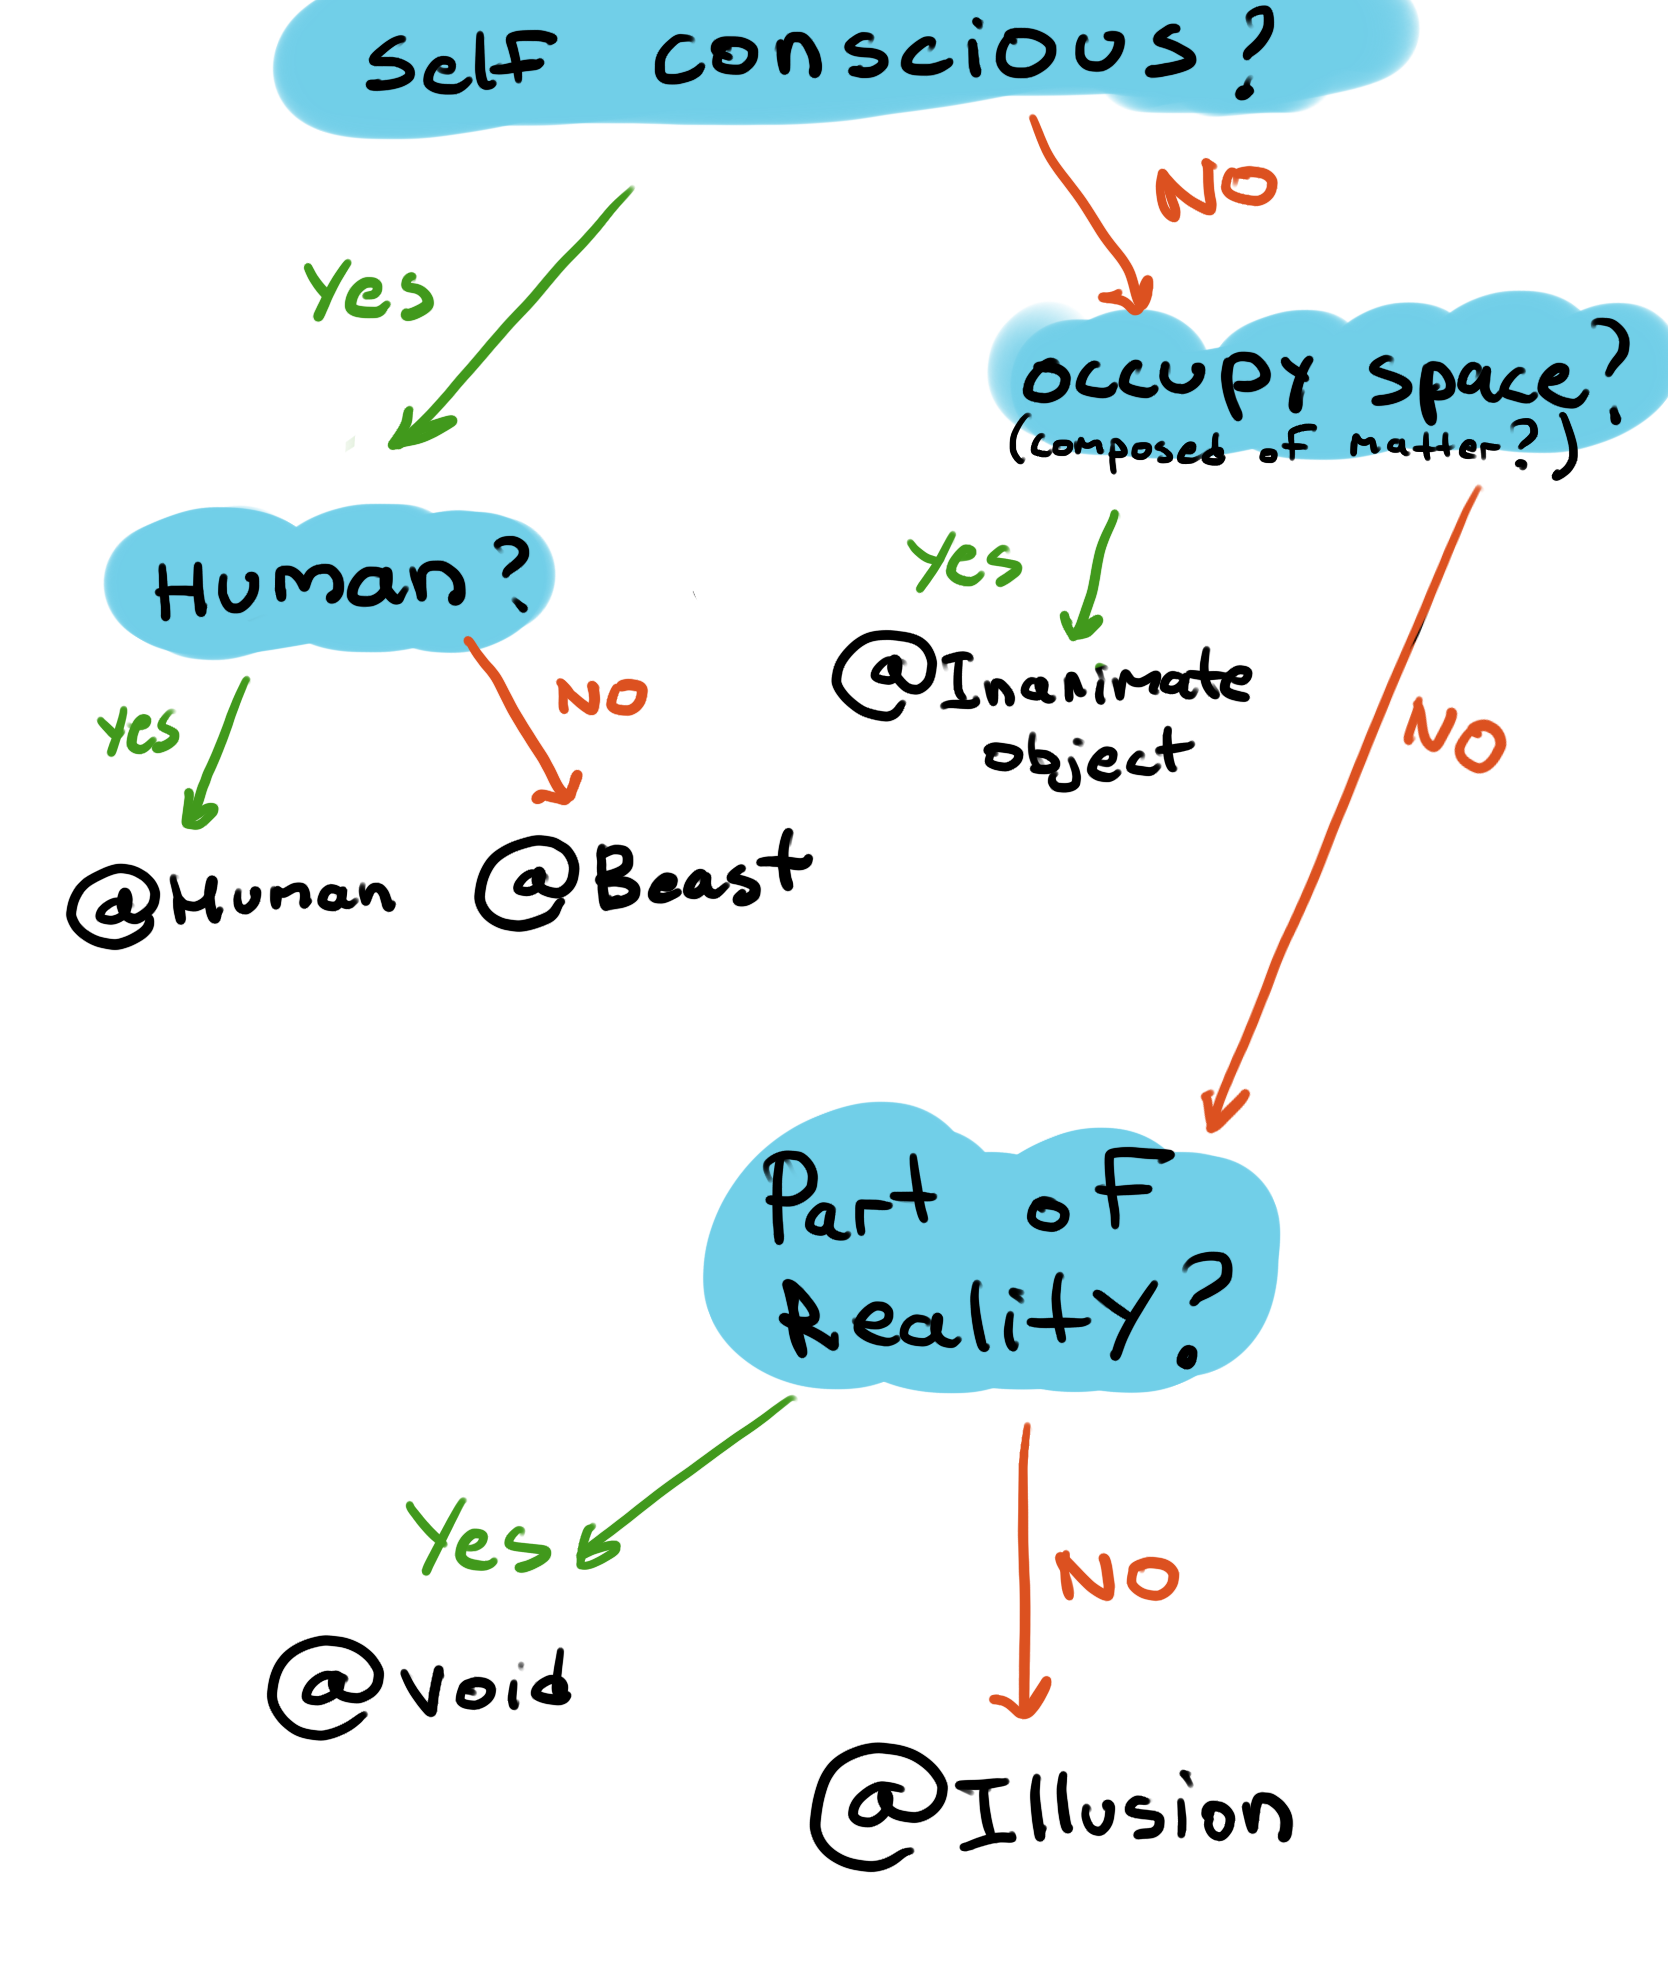 Self conscious?
NO
Yes
occupy space?
(composed of matter?)
Yes
Human?
NO
@Inanimate
object
Yes
NO
@Human
@Beast
Part of
Reality?
Yes
NO
@Void
@Illusion